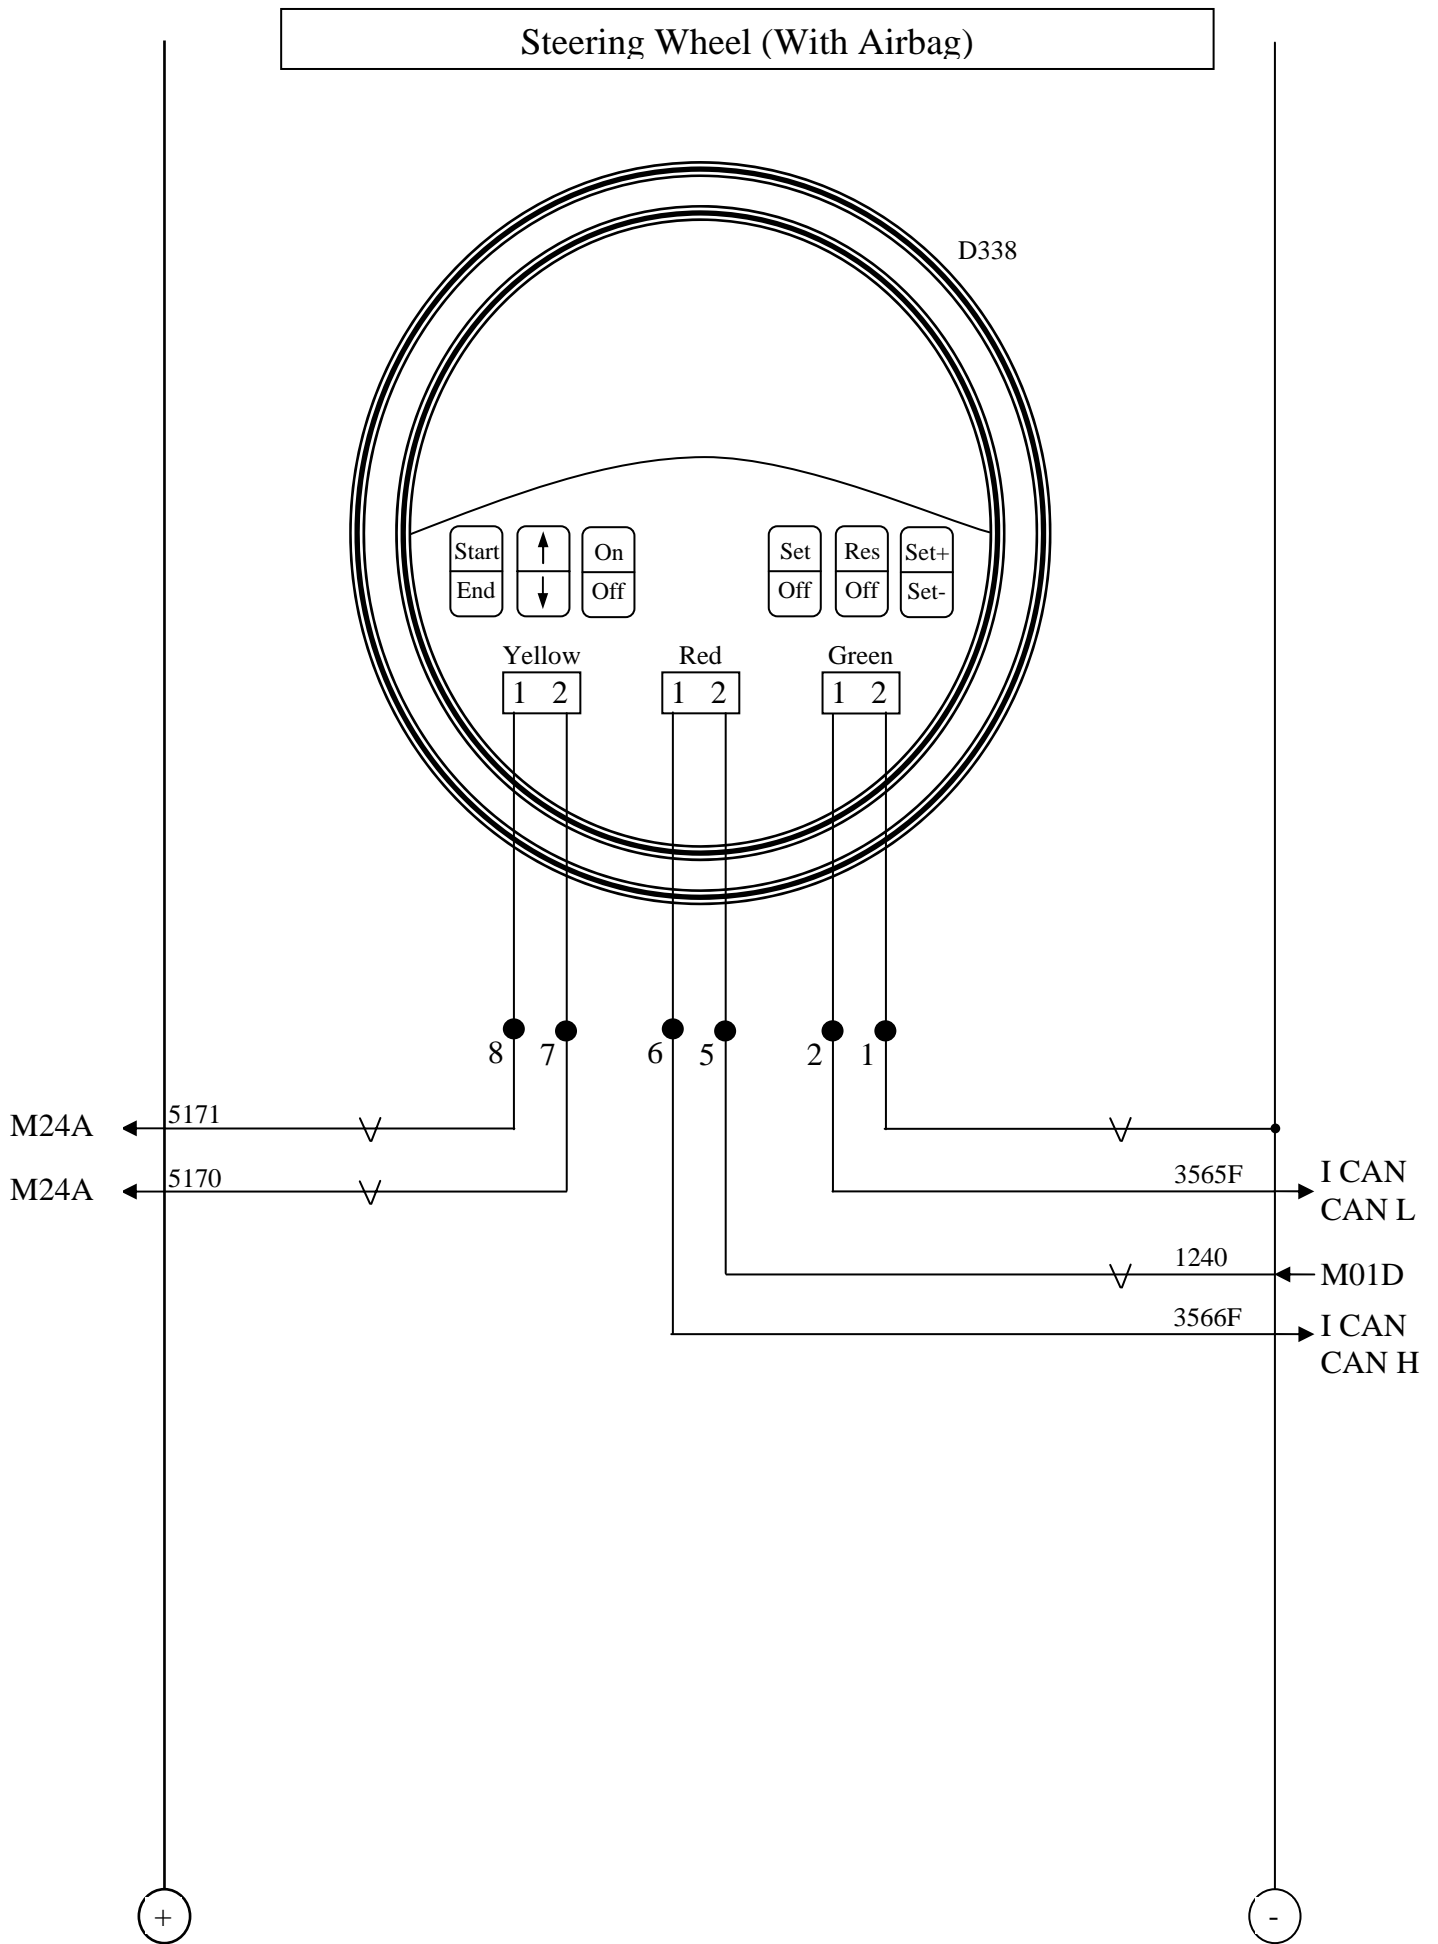 Steering Wheel (With Airbag)
D338
Start On Set Res Set+
End Off Off Off Set-
Yellow Red Green
1 2 1 2 1 2
8 7 6 5 2 1
M24A 5171
M24A 5170 3565F I CAN
CAN L
1240 M01D
3566F I CAN
CAN H
+ -